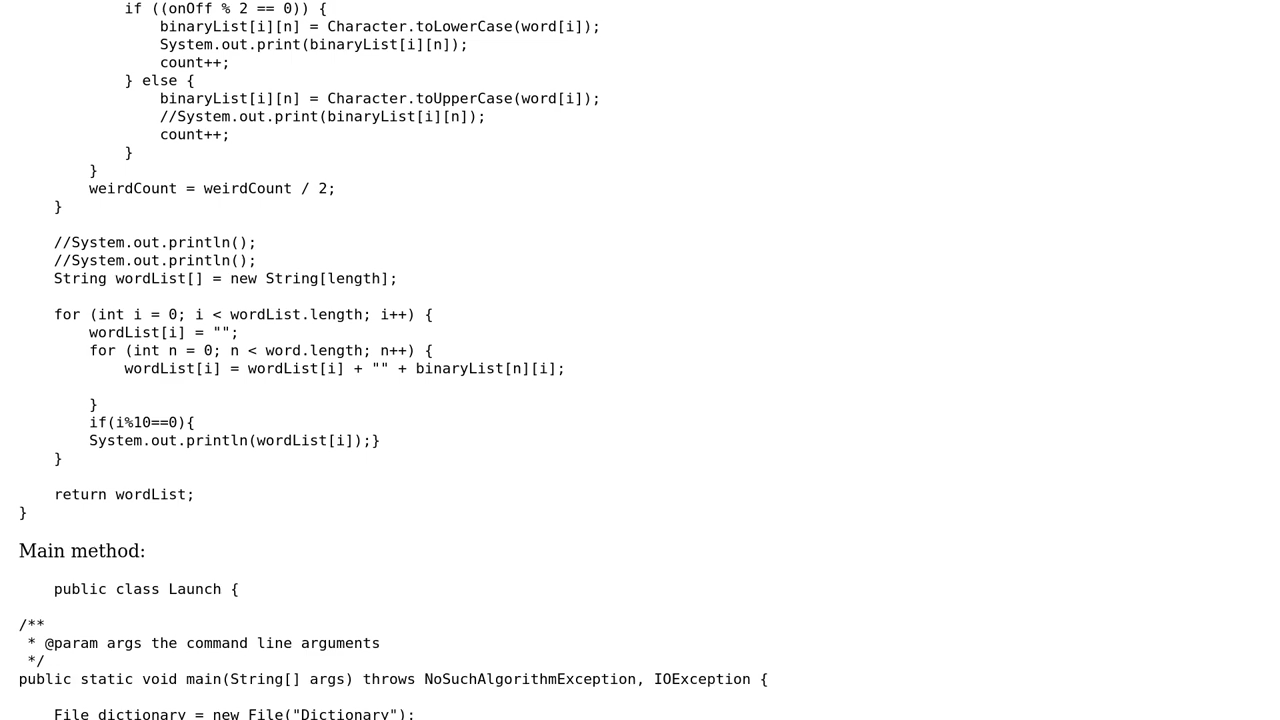 if ((onOff % 2 == 0)) {
                binaryList[i][n] = Character.toLowerCase(word[i]);
                System.out.print(binaryList[i][n]);
                count++;
            } else {
                binaryList[i][n] = Character.toUpperCase(word[i]);
                //System.out.print(binaryList[i][n]);
                count++;
            }
        }
        weirdCount = weirdCount / 2;
    }

    //System.out.println();
    //System.out.println();
    String wordList[] = new String[length];

    for (int i = 0; i < wordList.length; i++) {
        wordList[i] = "";
        for (int n = 0; n < word.length; n++) {
            wordList[i] = wordList[i] + "" + binaryList[n][i];

        }
        if(i%10==0){
        System.out.println(wordList[i]);}
    }

    return wordList;
}
Main method:
    public class Launch {

/**
 * @param args the command line arguments
 */
public static void main(String[] args) throws NoSuchAlgorithmException, IOException {

    File dictionary = new File("Dictionary");